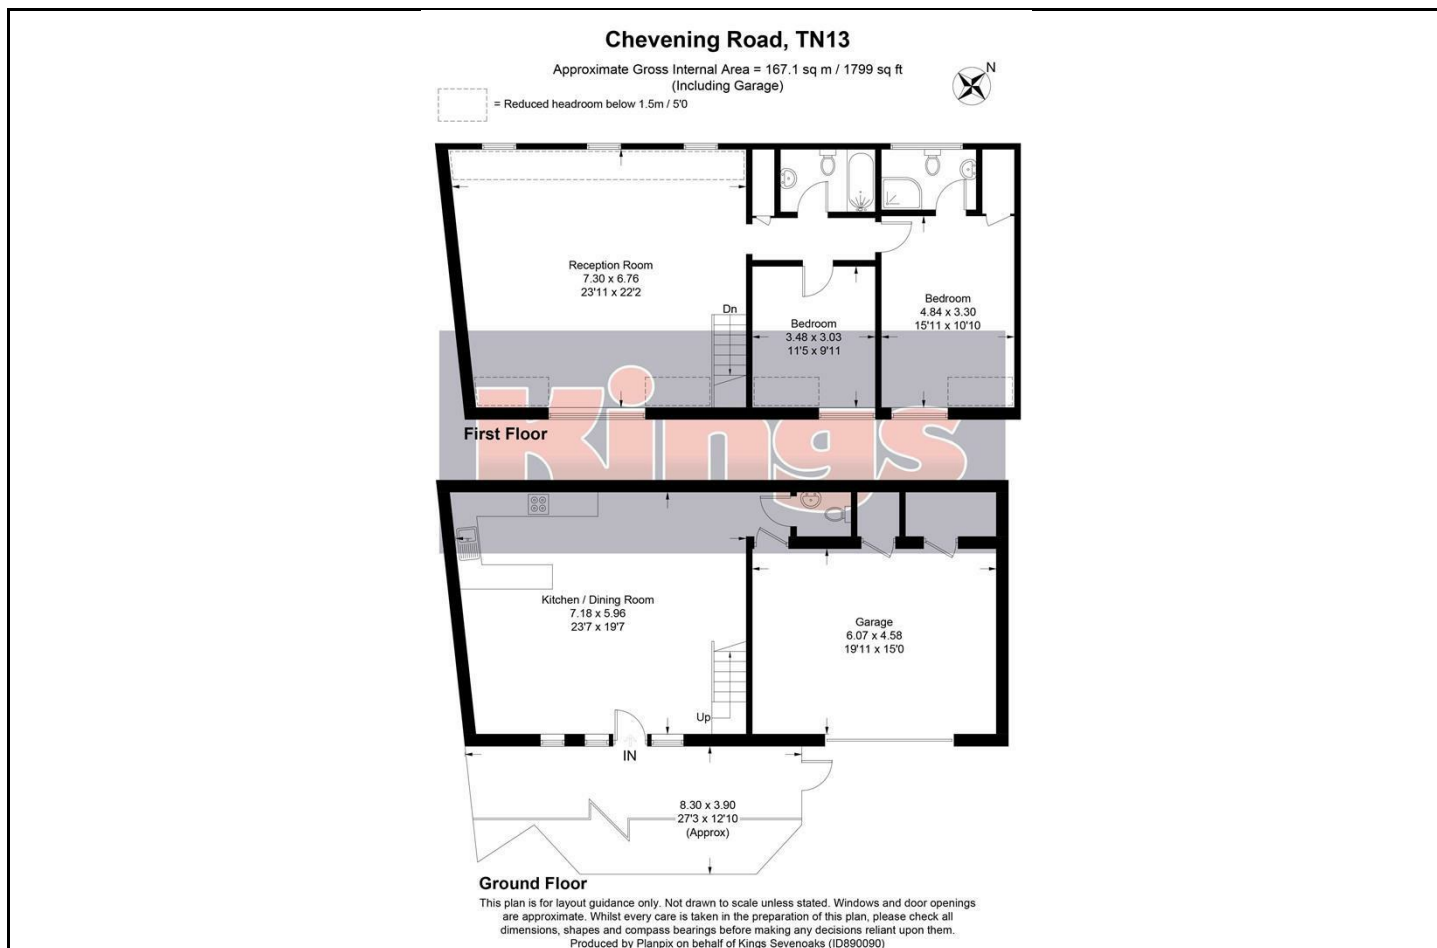 Chevening Road, TN13
Approximate Gross Internal Area = 167.1 sq m / 1799 sq ft
(Including Garage)
N
= Reduced headroom below 1.5m / 5'0
Reception Room
7.30 x 6.76
23'11 x 22'2
Dn
Bedroom
3.48 x 3.03
11'5 x 9'11
Bedroom
4.84 x 3.30
15'11 x 10'10
First Floor
Kings
Kitchen / Dining Room
7.18 x 5.96
23'7 x 19'7
Up
Garage
6.07 x 4.58
19'11 x 15'0
IN
8.30 x 3.90
27'3 x 12'10
(Approx)
Ground Floor
This plan is for layout guidance only. Not drawn to scale unless stated. Windows and door openings
are approximate. Whilst every care is taken in the preparation of this plan, please check all
dimensions, shapes and compass bearings before making any decisions reliant upon them.
Produced by Planpix on behalf of Kings Sevenoaks (ID890090)